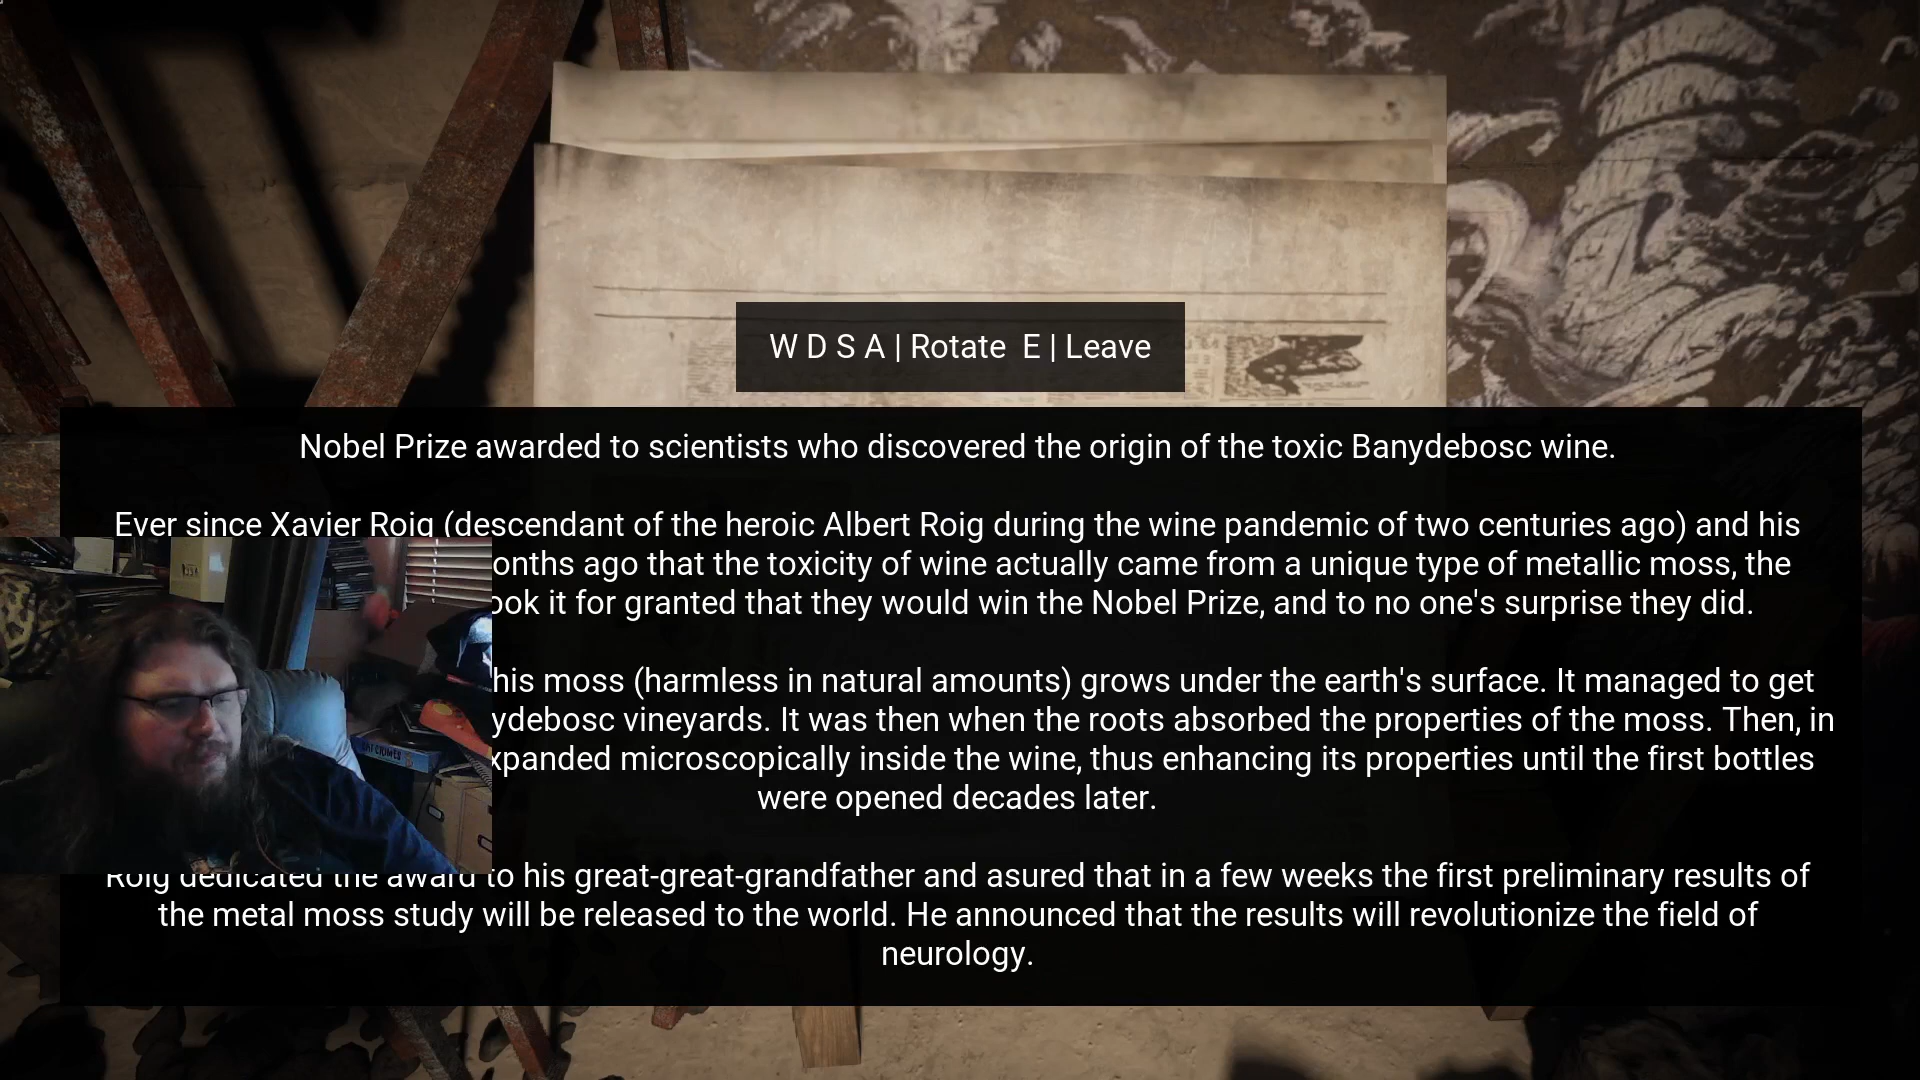 W D S A | Rotate E | Leave
Nobel Prize awarded to scientists who discovered the origin of the toxic Banydebosc wine.
Ever since Xavier Roig (descendant of the heroic Albert Roig during the wine pandemic of two centuries ago) and his
ago that the toxicity of wine actually came from a unique type of metallic moss, the
it for granted that they would win the Nobel Prize, and to no one's surprise they did.
moss (harmless in natural amounts) grows under the earth's surface. It managed to get
vineyards. It was then when the roots absorbed the properties of the moss. Then, in
microscopically inside the wine, thus enhancing its properties until the first bottles
were opened decades later.
Roig dedicated the award to his great-great-grandfather and asured that in a few weeks the first preliminary results of
the metal moss study will be released to the world. He announced that the results will revolutionize the field of
neurology.